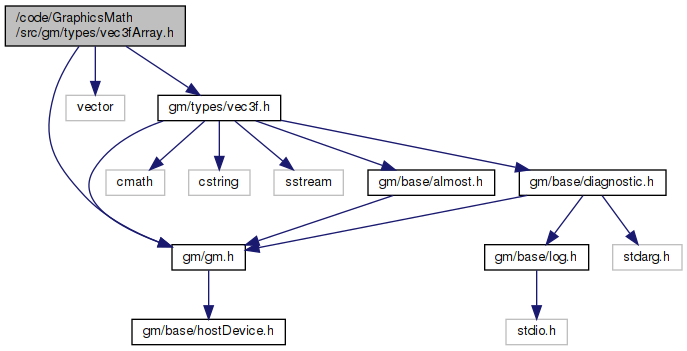 /code/GraphicsMath
/src/gm/types/vec3fArray.h
vector
gm/types/vec3f.h
cmath
cstring
sstream
gm/base/almost.h
gm/base/diagnostic.h
gm/gm.h
gm/base/log.h
stdarg.h
gm/base/hostDevice.h
stdio.h